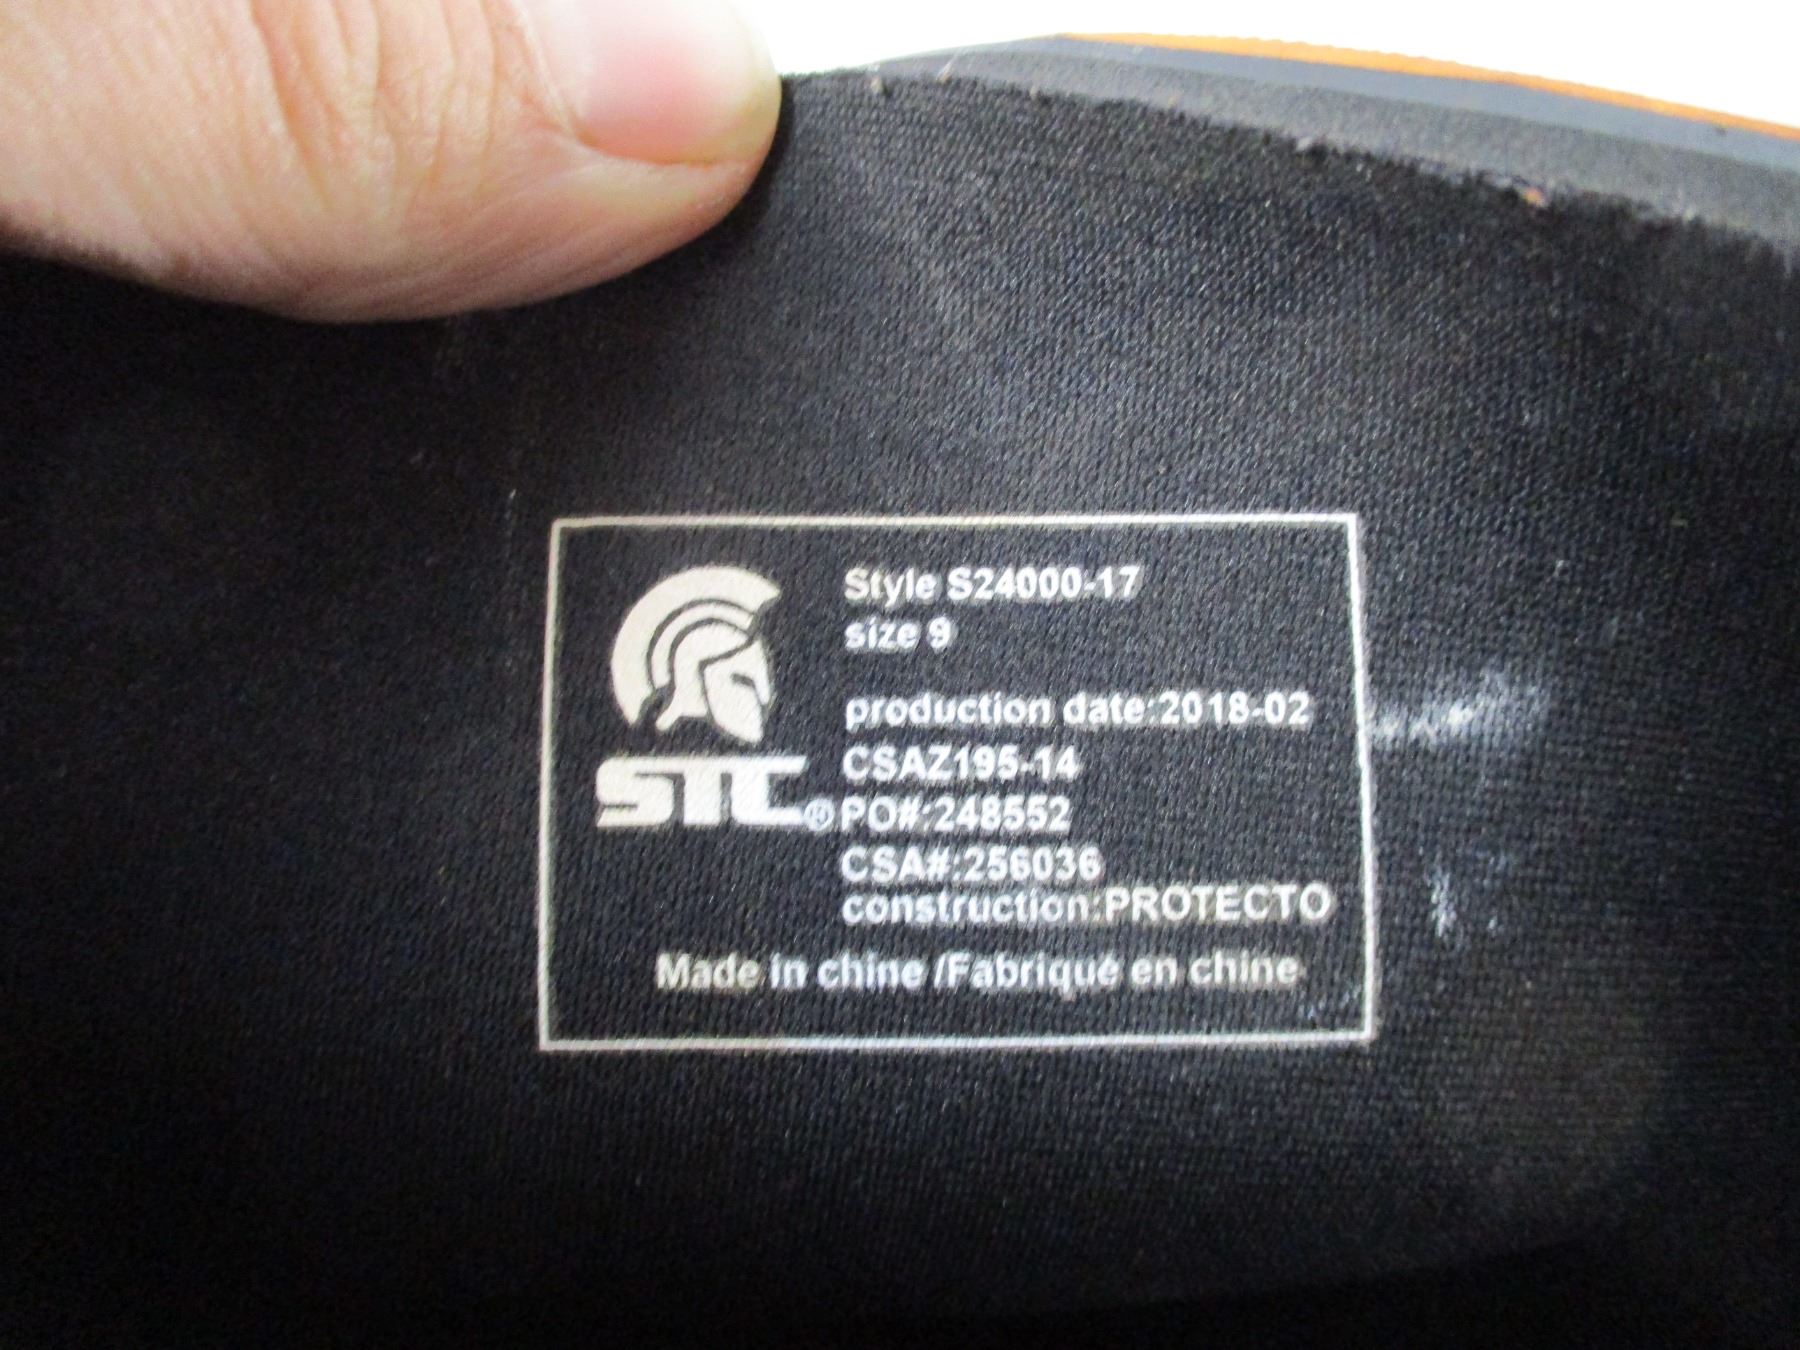 Style S24000-17
size 9
production date:2018-02
CSAZ195-14
STC®
PO#:248552
CSA#:256036
construction:PROTECTO
Made in chine /Fabriqué en chine